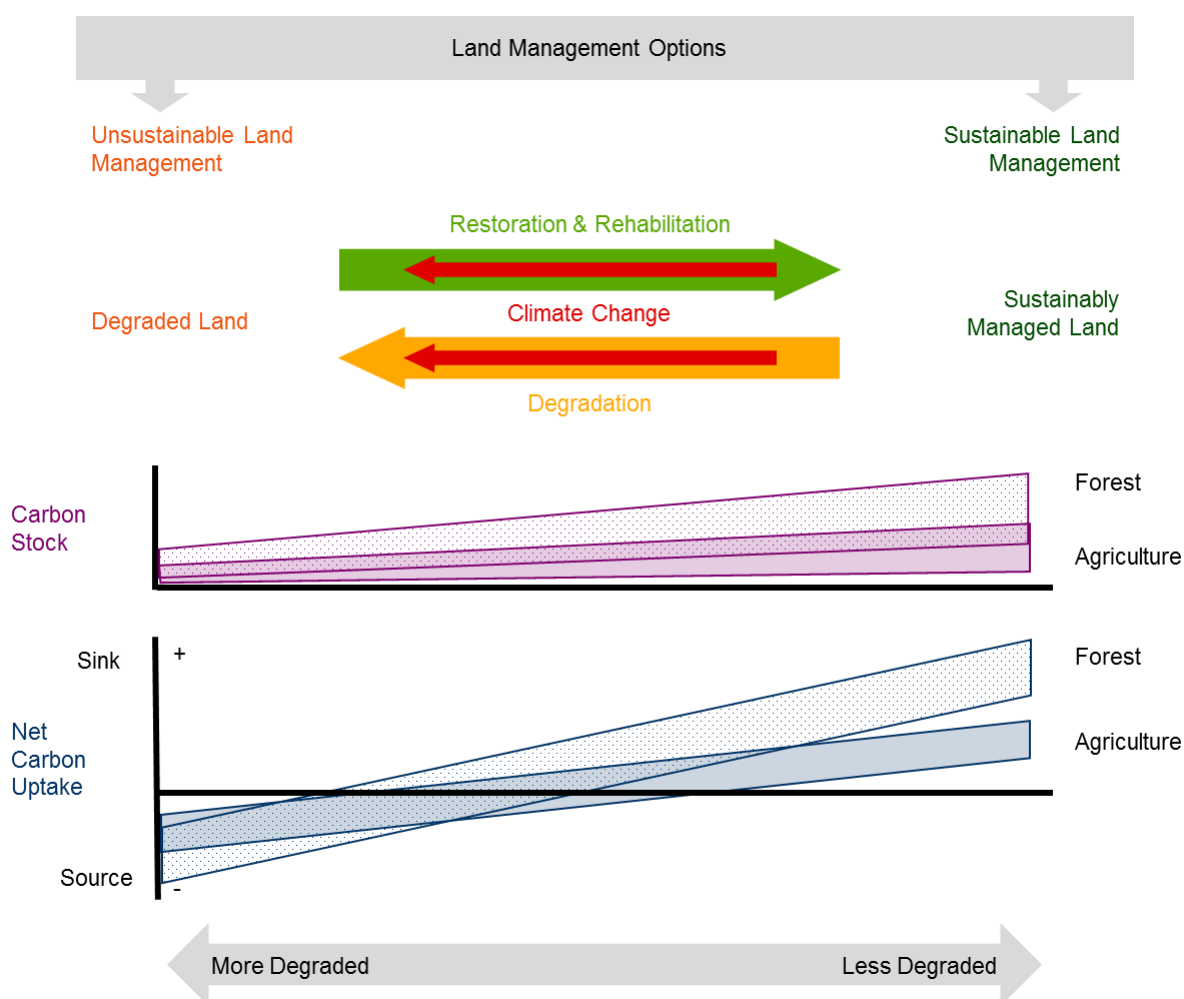 Land Management Options
Unsustainable Land
Management
Sustainable Land
Management
Restoration & Rehabilitation
Degraded Land
Climate Change
Sustainably
Managed Land
Degradation
Carbon
Stock
Forest
Agriculture
Sink
+
Net
Carbon
Uptake
Forest
Agriculture
Source
-
More Degraded
Less Degraded